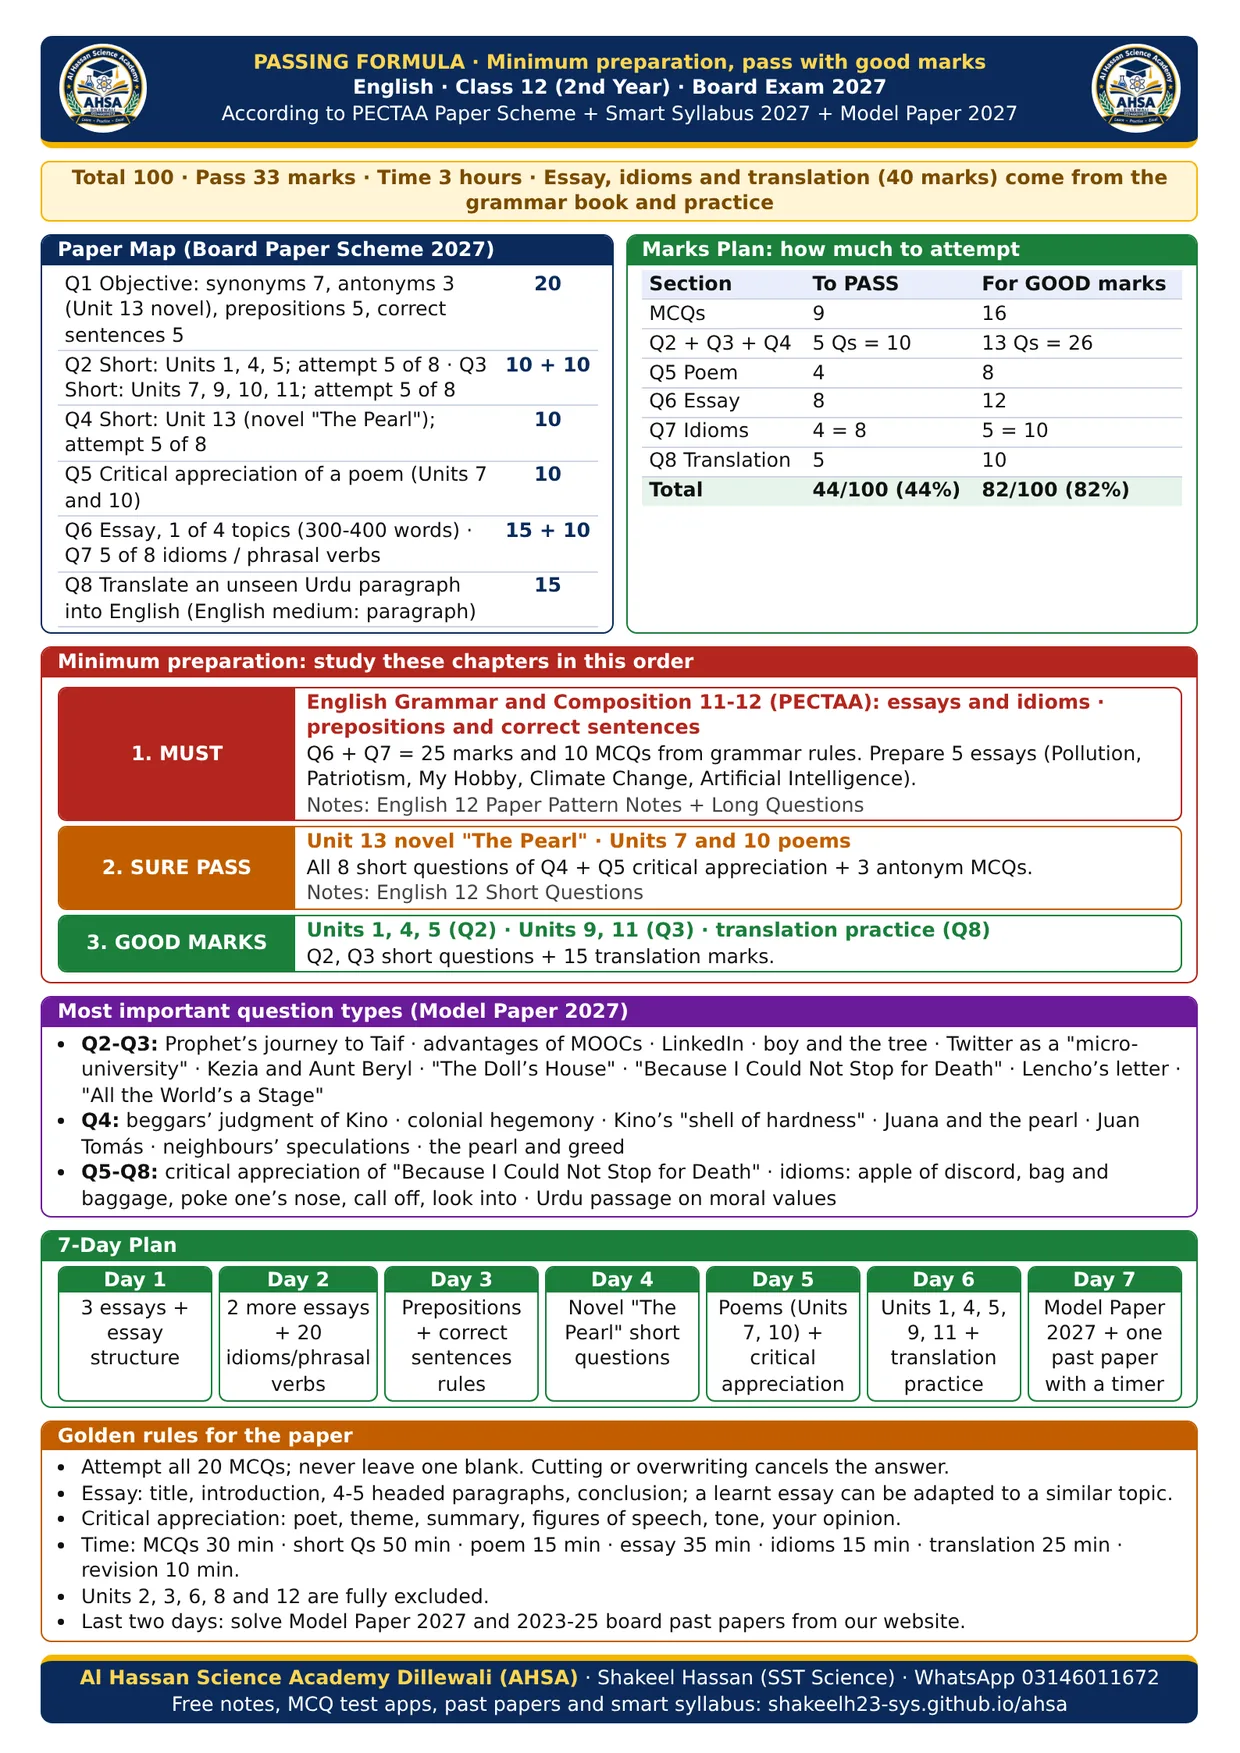 PASSING FORMULA · Minimum preparation, pass with good marks
English · Class 12 (2nd Year) · Board Exam 2027
According to PECTAA Paper Scheme + Smart Syllabus 2027 + Model Paper 2027
Al Hassan Science Academy
AHSA
DILLEWALI
Learn · Practice · Excel
Al Hassan Science Academy
AHSA
DILLEWALI
Learn · Practice · Excel
Total 100 · Pass 33 marks · Time 3 hours · Essay, idioms and translation (40 marks) come from the
grammar book and practice
Paper Map (Board Paper Scheme 2027)
Q1 Objective: synonyms 7, antonyms 3 20
(Unit 13 novel), prepositions 5, correct
sentences 5
Q2 Short: Units 1, 4, 5; attempt 5 of 8 · Q3 10 + 10
Short: Units 7, 9, 10, 11; attempt 5 of 8
Q4 Short: Unit 13 (novel "The Pearl"); 10
attempt 5 of 8
Q5 Critical appreciation of a poem (Units 7 10
and 10)
Q6 Essay, 1 of 4 topics (300-400 words) · 15 + 10
Q7 5 of 8 idioms / phrasal verbs
Q8 Translate an unseen Urdu paragraph 15
into English (English medium: paragraph)
Marks Plan: how much to attempt
Section To PASS For GOOD marks
MCQs 9 16
Q2 + Q3 + Q4 5 Qs = 10 13 Qs = 26
Q5 Poem 4 8
Q6 Essay 8 12
Q7 Idioms 4 = 8 5 = 10
Q8 Translation 5 10
Total 44/100 (44%) 82/100 (82%)
Minimum preparation: study these chapters in this order
1. MUST
English Grammar and Composition 11-12 (PECTAA): essays and idioms ·
prepositions and correct sentences
Q6 + Q7 = 25 marks and 10 MCQs from grammar rules. Prepare 5 essays (Pollution,
Patriotism, My Hobby, Climate Change, Artificial Intelligence).
Notes: English 12 Paper Pattern Notes + Long Questions
2. SURE PASS
Unit 13 novel "The Pearl" · Units 7 and 10 poems
All 8 short questions of Q4 + Q5 critical appreciation + 3 antonym MCQs.
Notes: English 12 Short Questions
3. GOOD MARKS
Units 1, 4, 5 (Q2) · Units 9, 11 (Q3) · translation practice (Q8)
Q2, Q3 short questions + 15 translation marks.
Most important question types (Model Paper 2027)
• Q2-Q3: Prophet’s journey to Taif · advantages of MOOCs · LinkedIn · boy and the tree · Twitter as a "micro-
university" · Kezia and Aunt Beryl · "The Doll’s House" · "Because I Could Not Stop for Death" · Lencho’s letter ·
"All the World’s a Stage"
• Q4: beggars’ judgment of Kino · colonial hegemony · Kino’s "shell of hardness" · Juana and the pearl · Juan
Tomás · neighbours’ speculations · the pearl and greed
• Q5-Q8: critical appreciation of "Because I Could Not Stop for Death" · idioms: apple of discord, bag and
baggage, poke one’s nose, call off, look into · Urdu passage on moral values
7-Day Plan
Day 1
3 essays +
essay
structure
Day 2
2 more essays
+ 20
idioms/phrasal
verbs
Day 3
Prepositions
+ correct
sentences
rules
Day 4
Novel "The
Pearl" short
questions
Day 5
Poems (Units
7, 10) +
critical
appreciation
Day 6
Units 1, 4, 5,
9, 11 +
translation
practice
Day 7
Model Paper
2027 + one
past paper
with a timer
Golden rules for the paper
• Attempt all 20 MCQs; never leave one blank. Cutting or overwriting cancels the answer.
• Essay: title, introduction, 4-5 headed paragraphs, conclusion; a learnt essay can be adapted to a similar topic.
• Critical appreciation: poet, theme, summary, figures of speech, tone, your opinion.
• Time: MCQs 30 min · short Qs 50 min · poem 15 min · essay 35 min · idioms 15 min · translation 25 min ·
revision 10 min.
• Units 2, 3, 6, 8 and 12 are fully excluded.
• Last two days: solve Model Paper 2027 and 2023-25 board past papers from our website.
Al Hassan Science Academy Dillewali (AHSA) · Shakeel Hassan (SST Science) · WhatsApp 03146011672
Free notes, MCQ test apps, past papers and smart syllabus: shakeelh23-sys.github.io/ahsa